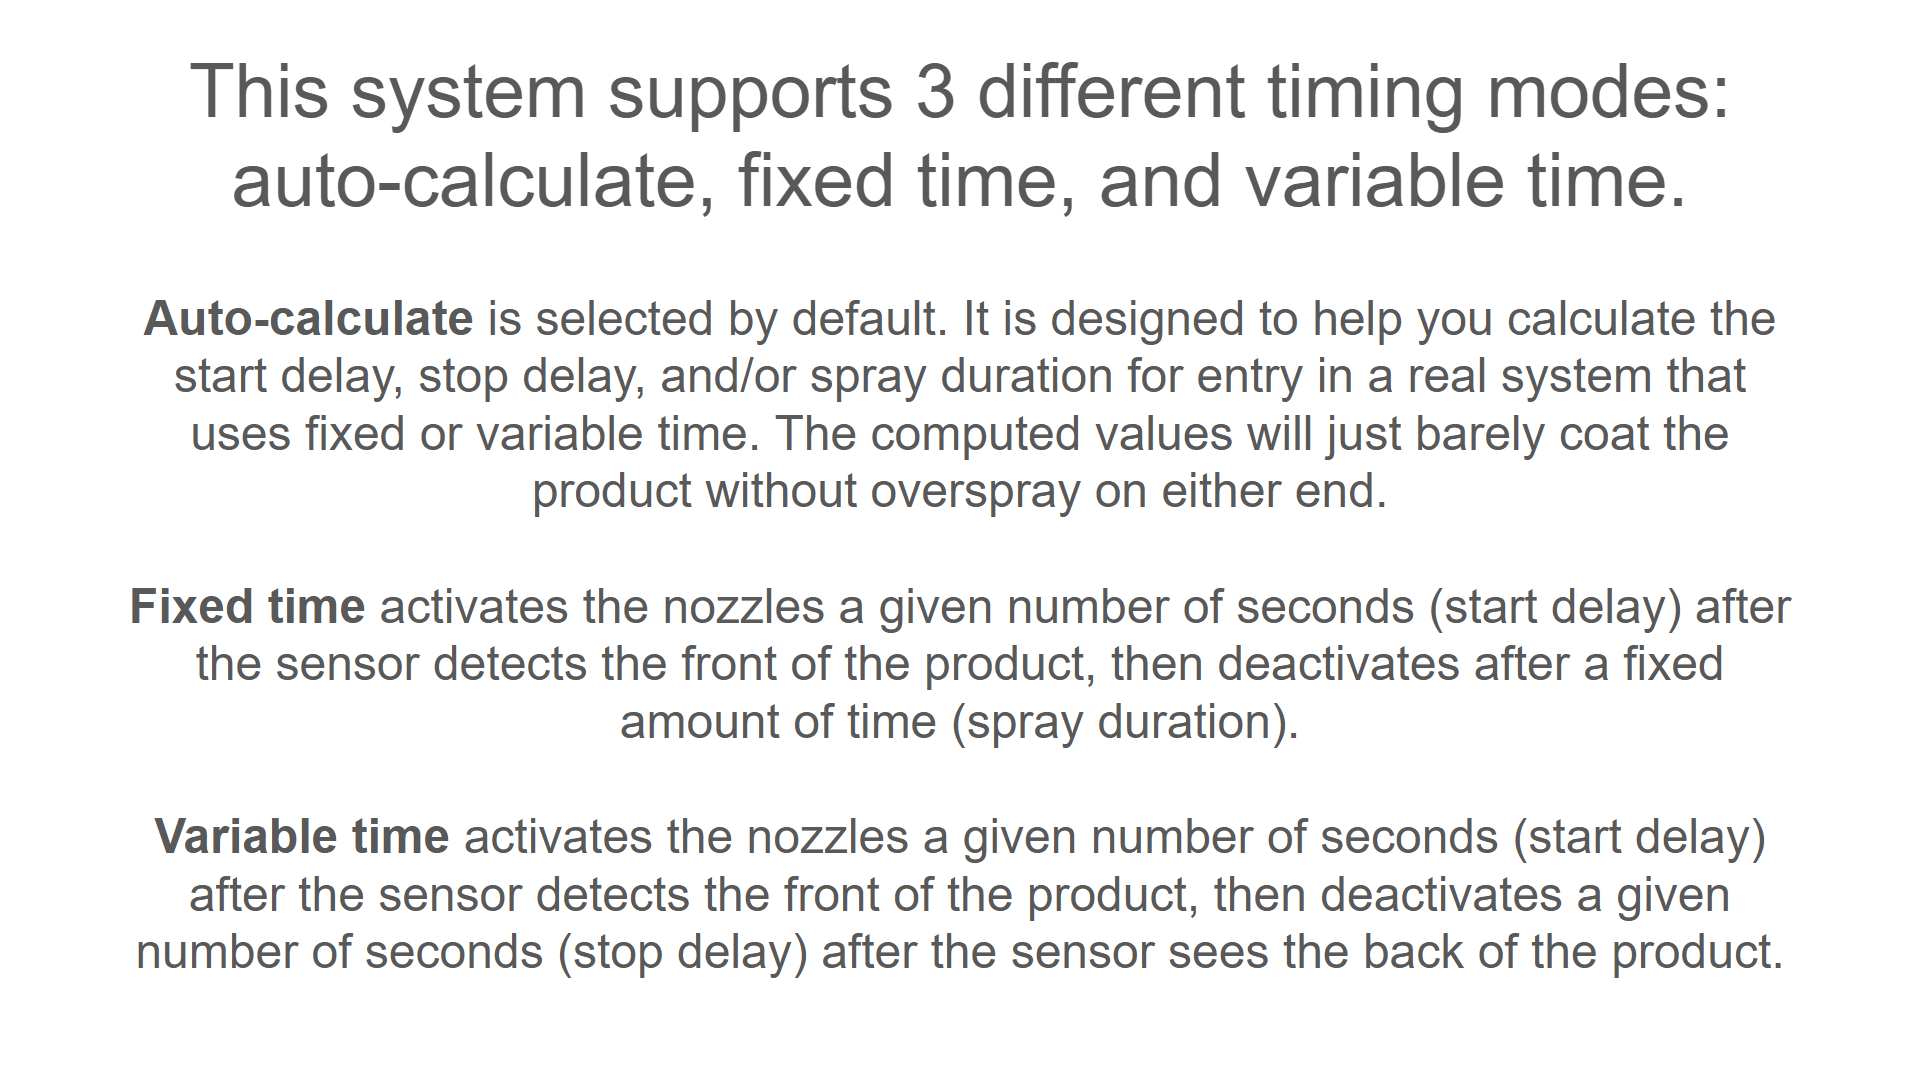 This system supports 3 different timing modes:
auto-calculate, fixed time, and variable time.
Auto-calculate is selected by default. It is designed to help you calculate the
start delay, stop delay, and/or spray duration for entry in a real system that
uses fixed or variable time. The computed values will just barely coat the
product without overspray on either end.
Fixed time activates the nozzles a given number of seconds (start delay) after
the sensor detects the front of the product, then deactivates after a fixed
amount of time (spray duration).
Variable time activates the nozzles a given number of seconds (start delay)
after the sensor detects the front of the product, then deactivates a given
number of seconds (stop delay) after the sensor sees the back of the product.